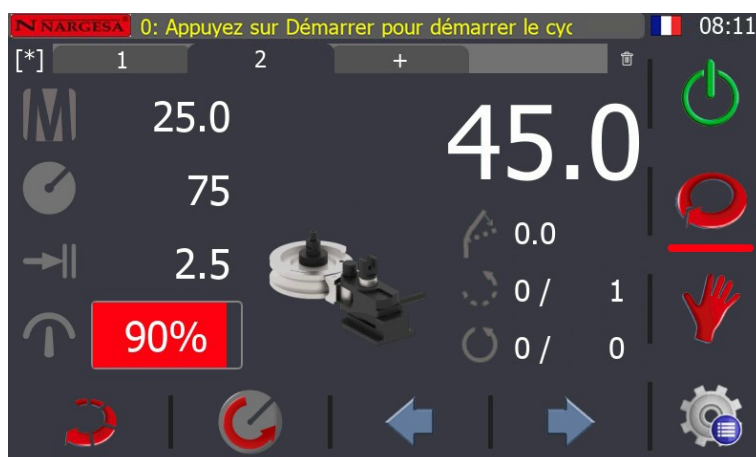 NARGESA 0: Appuyez sur Démarrer pour démarrer le cyc 08:11
[*] 1 2 +
25.0
45.0
75
0.0
2.5
0 / 1
90%
0 / 0